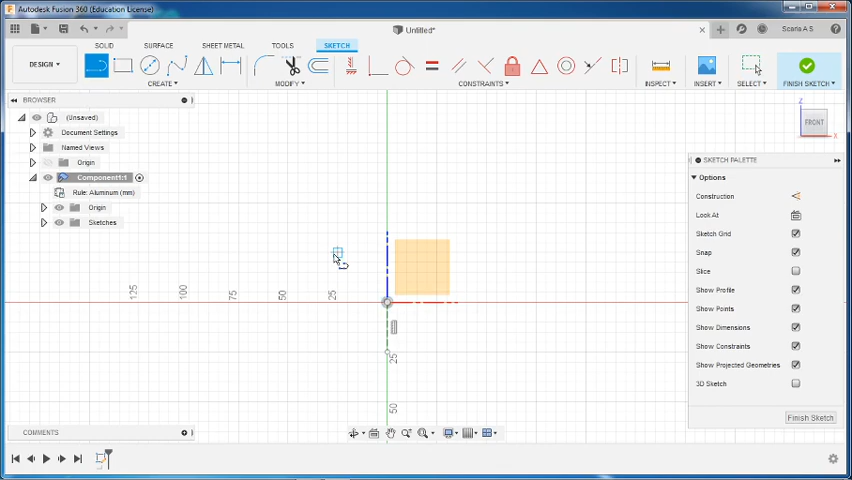 Autodesk Fusion 360 (Education License)
Untitled*
Scaria A S
SOLID
SURFACE
SHEET METAL
TOOLS
SKETCH
DESIGN
CREATE
MODIFY
CONSTRAINTS
INSPECT
INSERT
SELECT
FINISH SKETCH
BROWSER
(Unsaved)
Document Settings
Named Views
Origin
Component1:1
Rule: Aluminum (mm)
Origin
Sketches
125
100
75
50
25
25
50
Z
FRONT
X
SKETCH PALETTE
Options
Construction
Look At
Sketch Grid
Snap
Slice
Show Profile
Show Points
Show Dimensions
Show Constraints
Show Projected Geometries
3D Sketch
Finish Sketch
COMMENTS